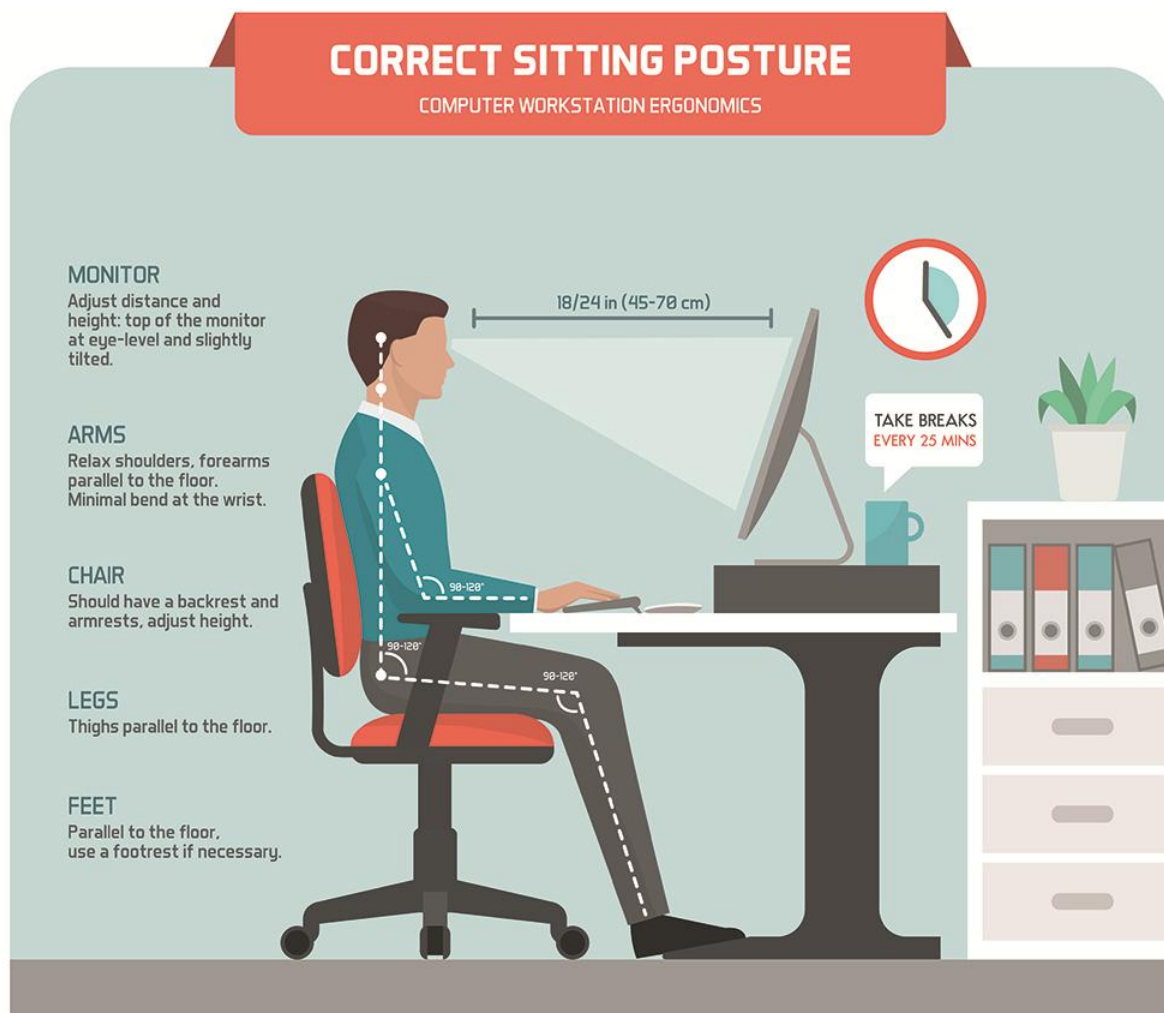 CORRECT SITTING POSTURE
COMPUTER WORKSTATION ERGONOMICS
MONITOR
Adjust distance and
height: top of the monitor
at eye-level and slightly
tilted.
ARMS
Relax shoulders, forearms
parallel to the floor.
Minimal bend at the wrist.
CHAIR
Should have a backrest and
armrests, adjust height.
LEGS
Thighs parallel to the floor.
FEET
Parallel to the floor,
use a footrest if necessary.
18/24 in (45-70 cm)
90-120°
90-120°
90-120°
TAKE BREAKS
EVERY 25 MINS